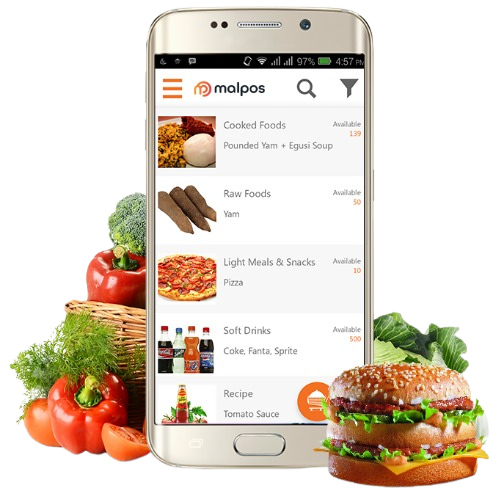 97% 4:57 PM
malpos
Cooked Foods
Available
139
Pounded Yam + Egusi Soup
Raw Foods
Available
50
Yam
Light Meals & Snacks
Available
10
Pizza
Soft Drinks
Available
500
Coke, Fanta, Sprite
Recipe
Tomato Sauce